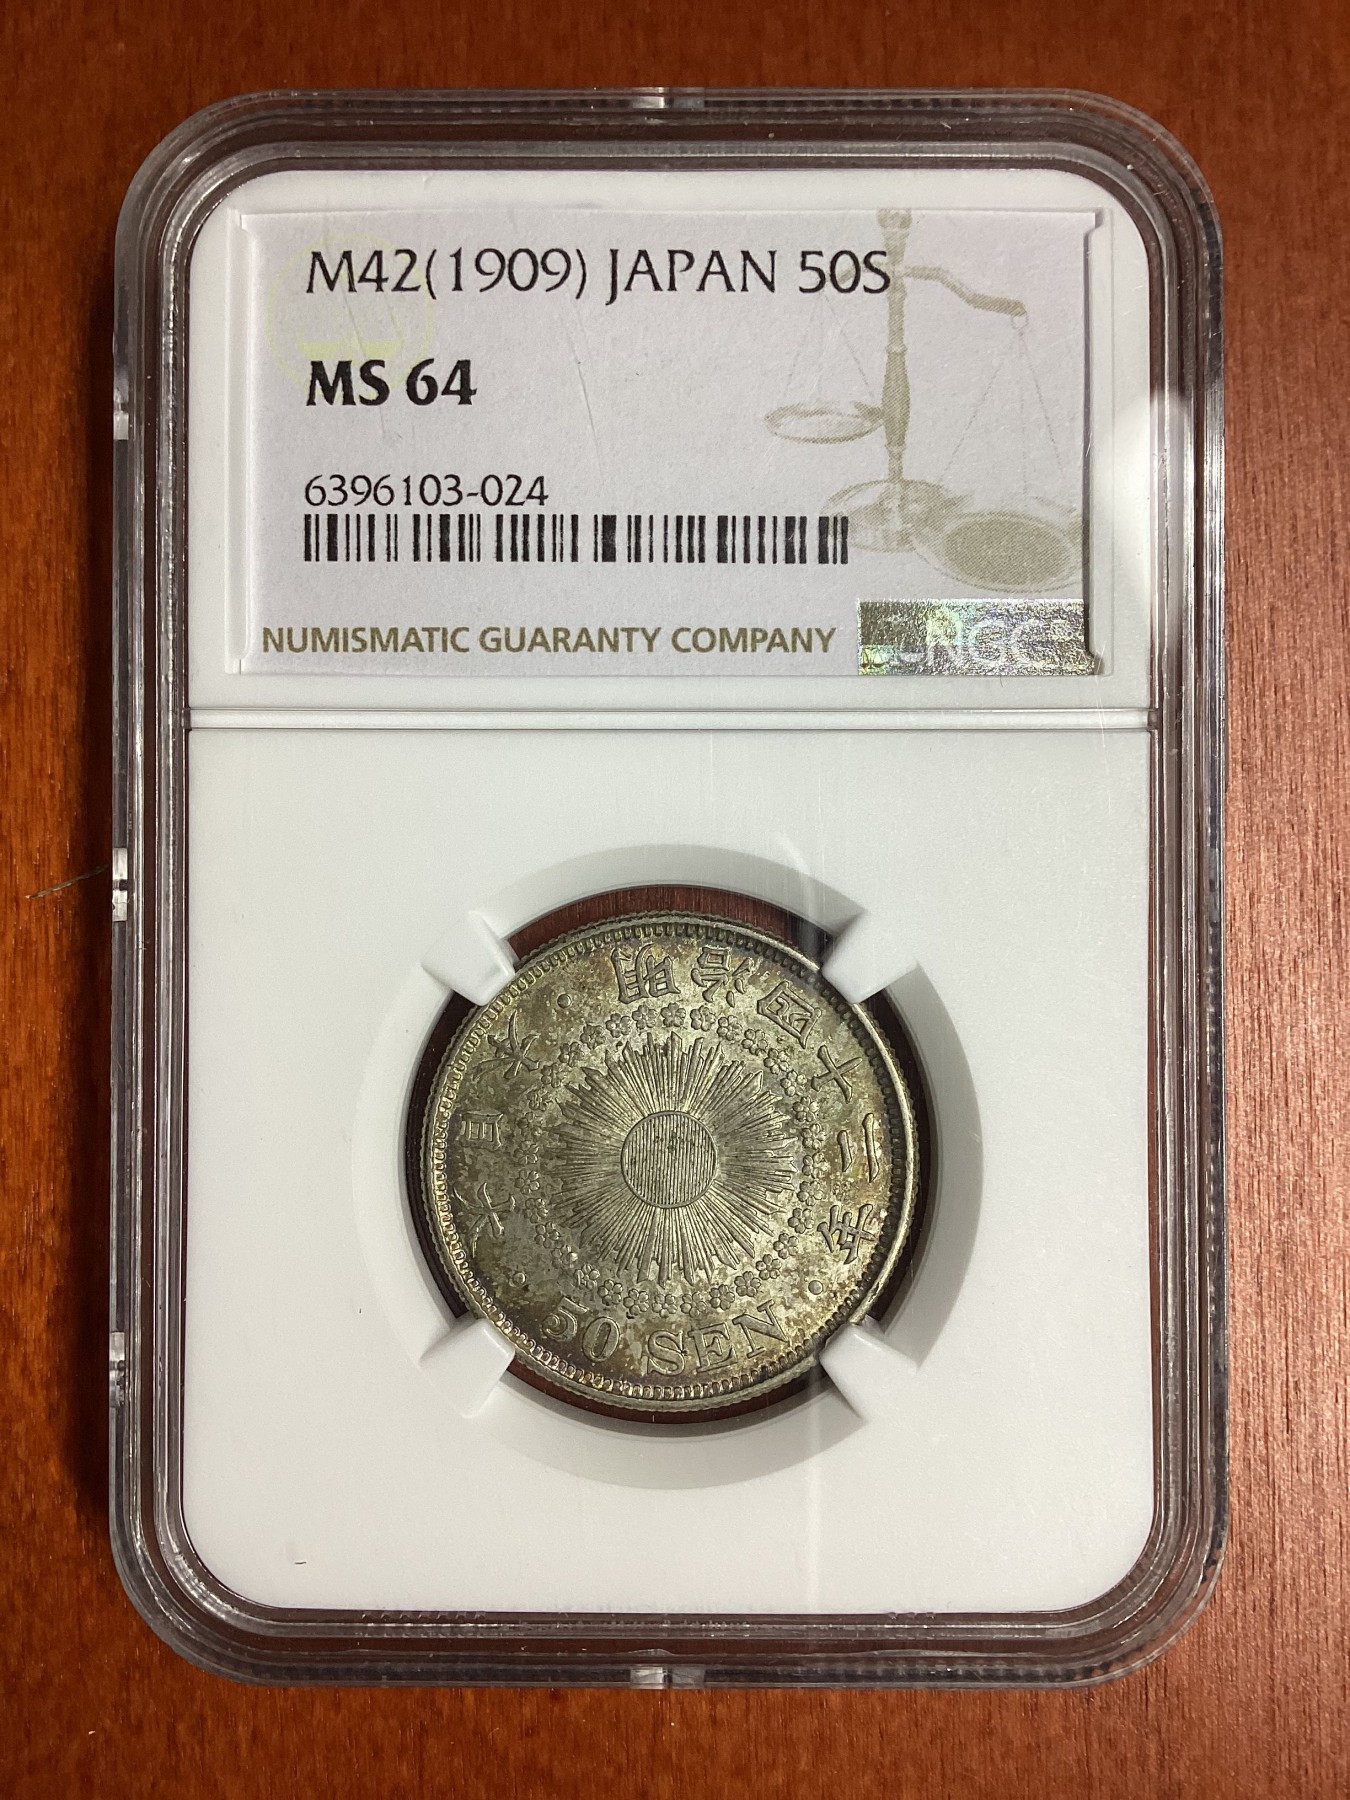 M42(1909) JAPAN 50S
MS 64
6396103-024
NUMISMATIC GUARANTY COMPANY
NGC
明治四十二年
大日本
50 SEN